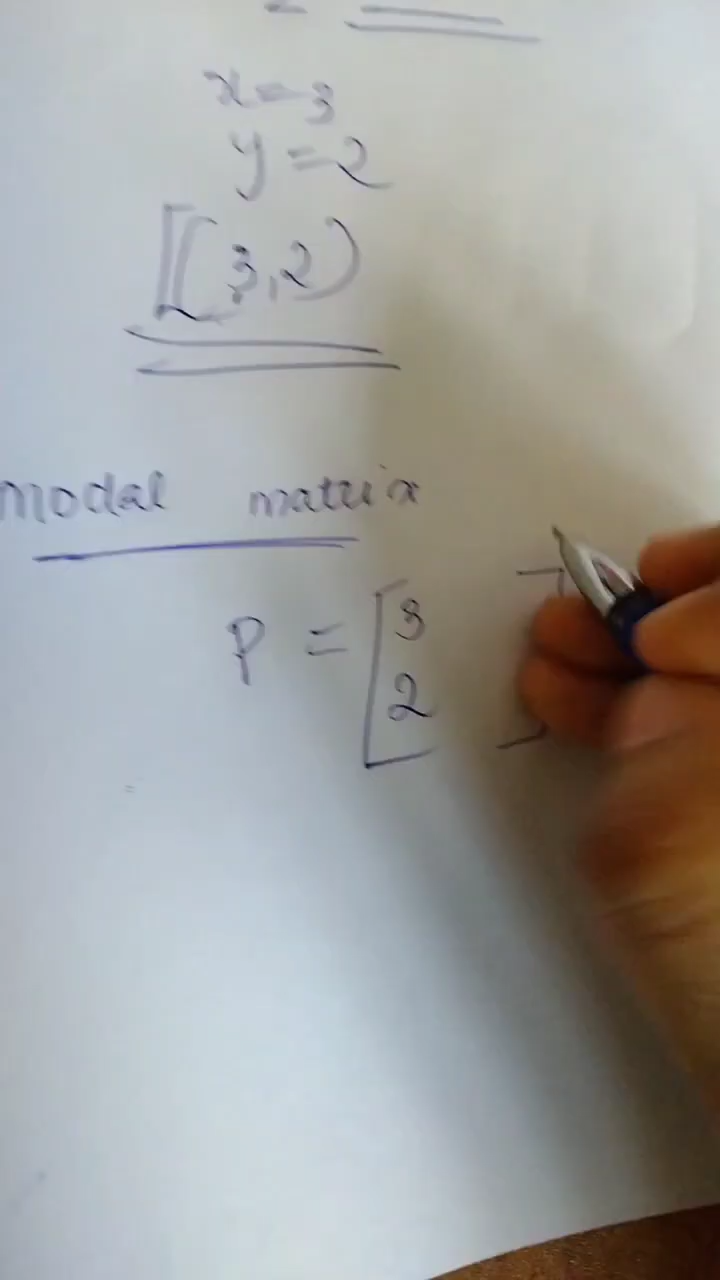 x = 3
y = 2
[(3,2)
modal matrix
P = [3
2 ]